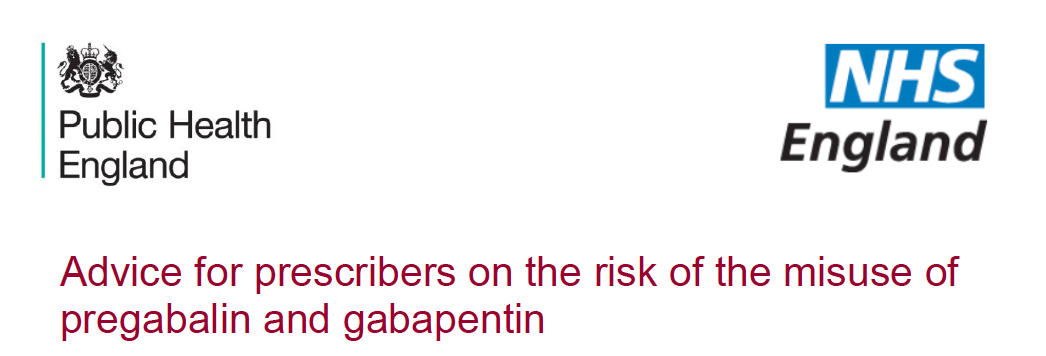 Public Health
England
NHS
England
Advice for prescribers on the risk of the misuse of
pregabalin and gabapentin